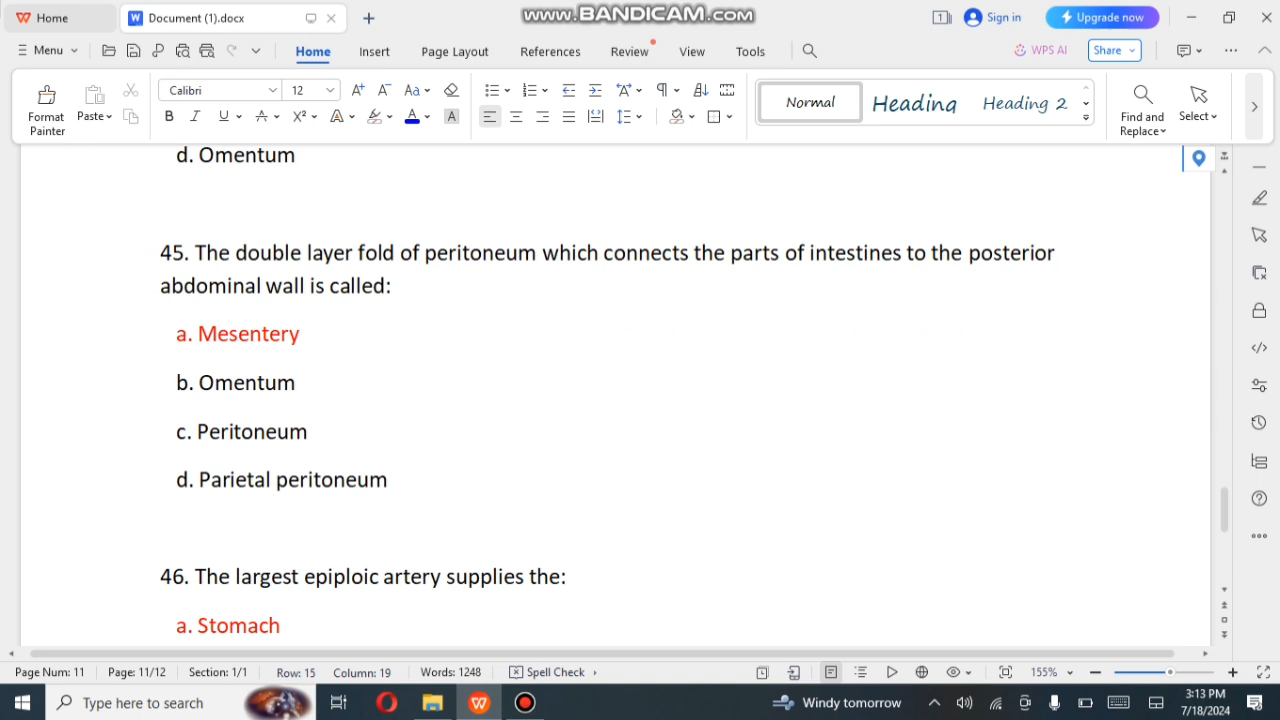 Home
Document (1).docx
www.BANDICAM.com
Sign in
Upgrade now
Menu
Home
Insert
Page Layout
References
Review
View
Tools
WPS AI
Share
Format Painter
Paste
Calibri
12
Normal
Heading
Heading 2
Find and Replace
Select
d. Omentum
45. The double layer fold of peritoneum which connects the parts of intestines to the posterior
abdominal wall is called:
a. Mesentery
b. Omentum
c. Peritoneum
d. Parietal peritoneum
46. The largest epiploic artery supplies the:
a. Stomach
Page Num: 11
Page: 11/12
Section: 1/1
Row: 15
Column: 19
Words: 1248
Spell Check
155%
Type here to search
Windy tomorrow
3:13 PM
7/18/2024